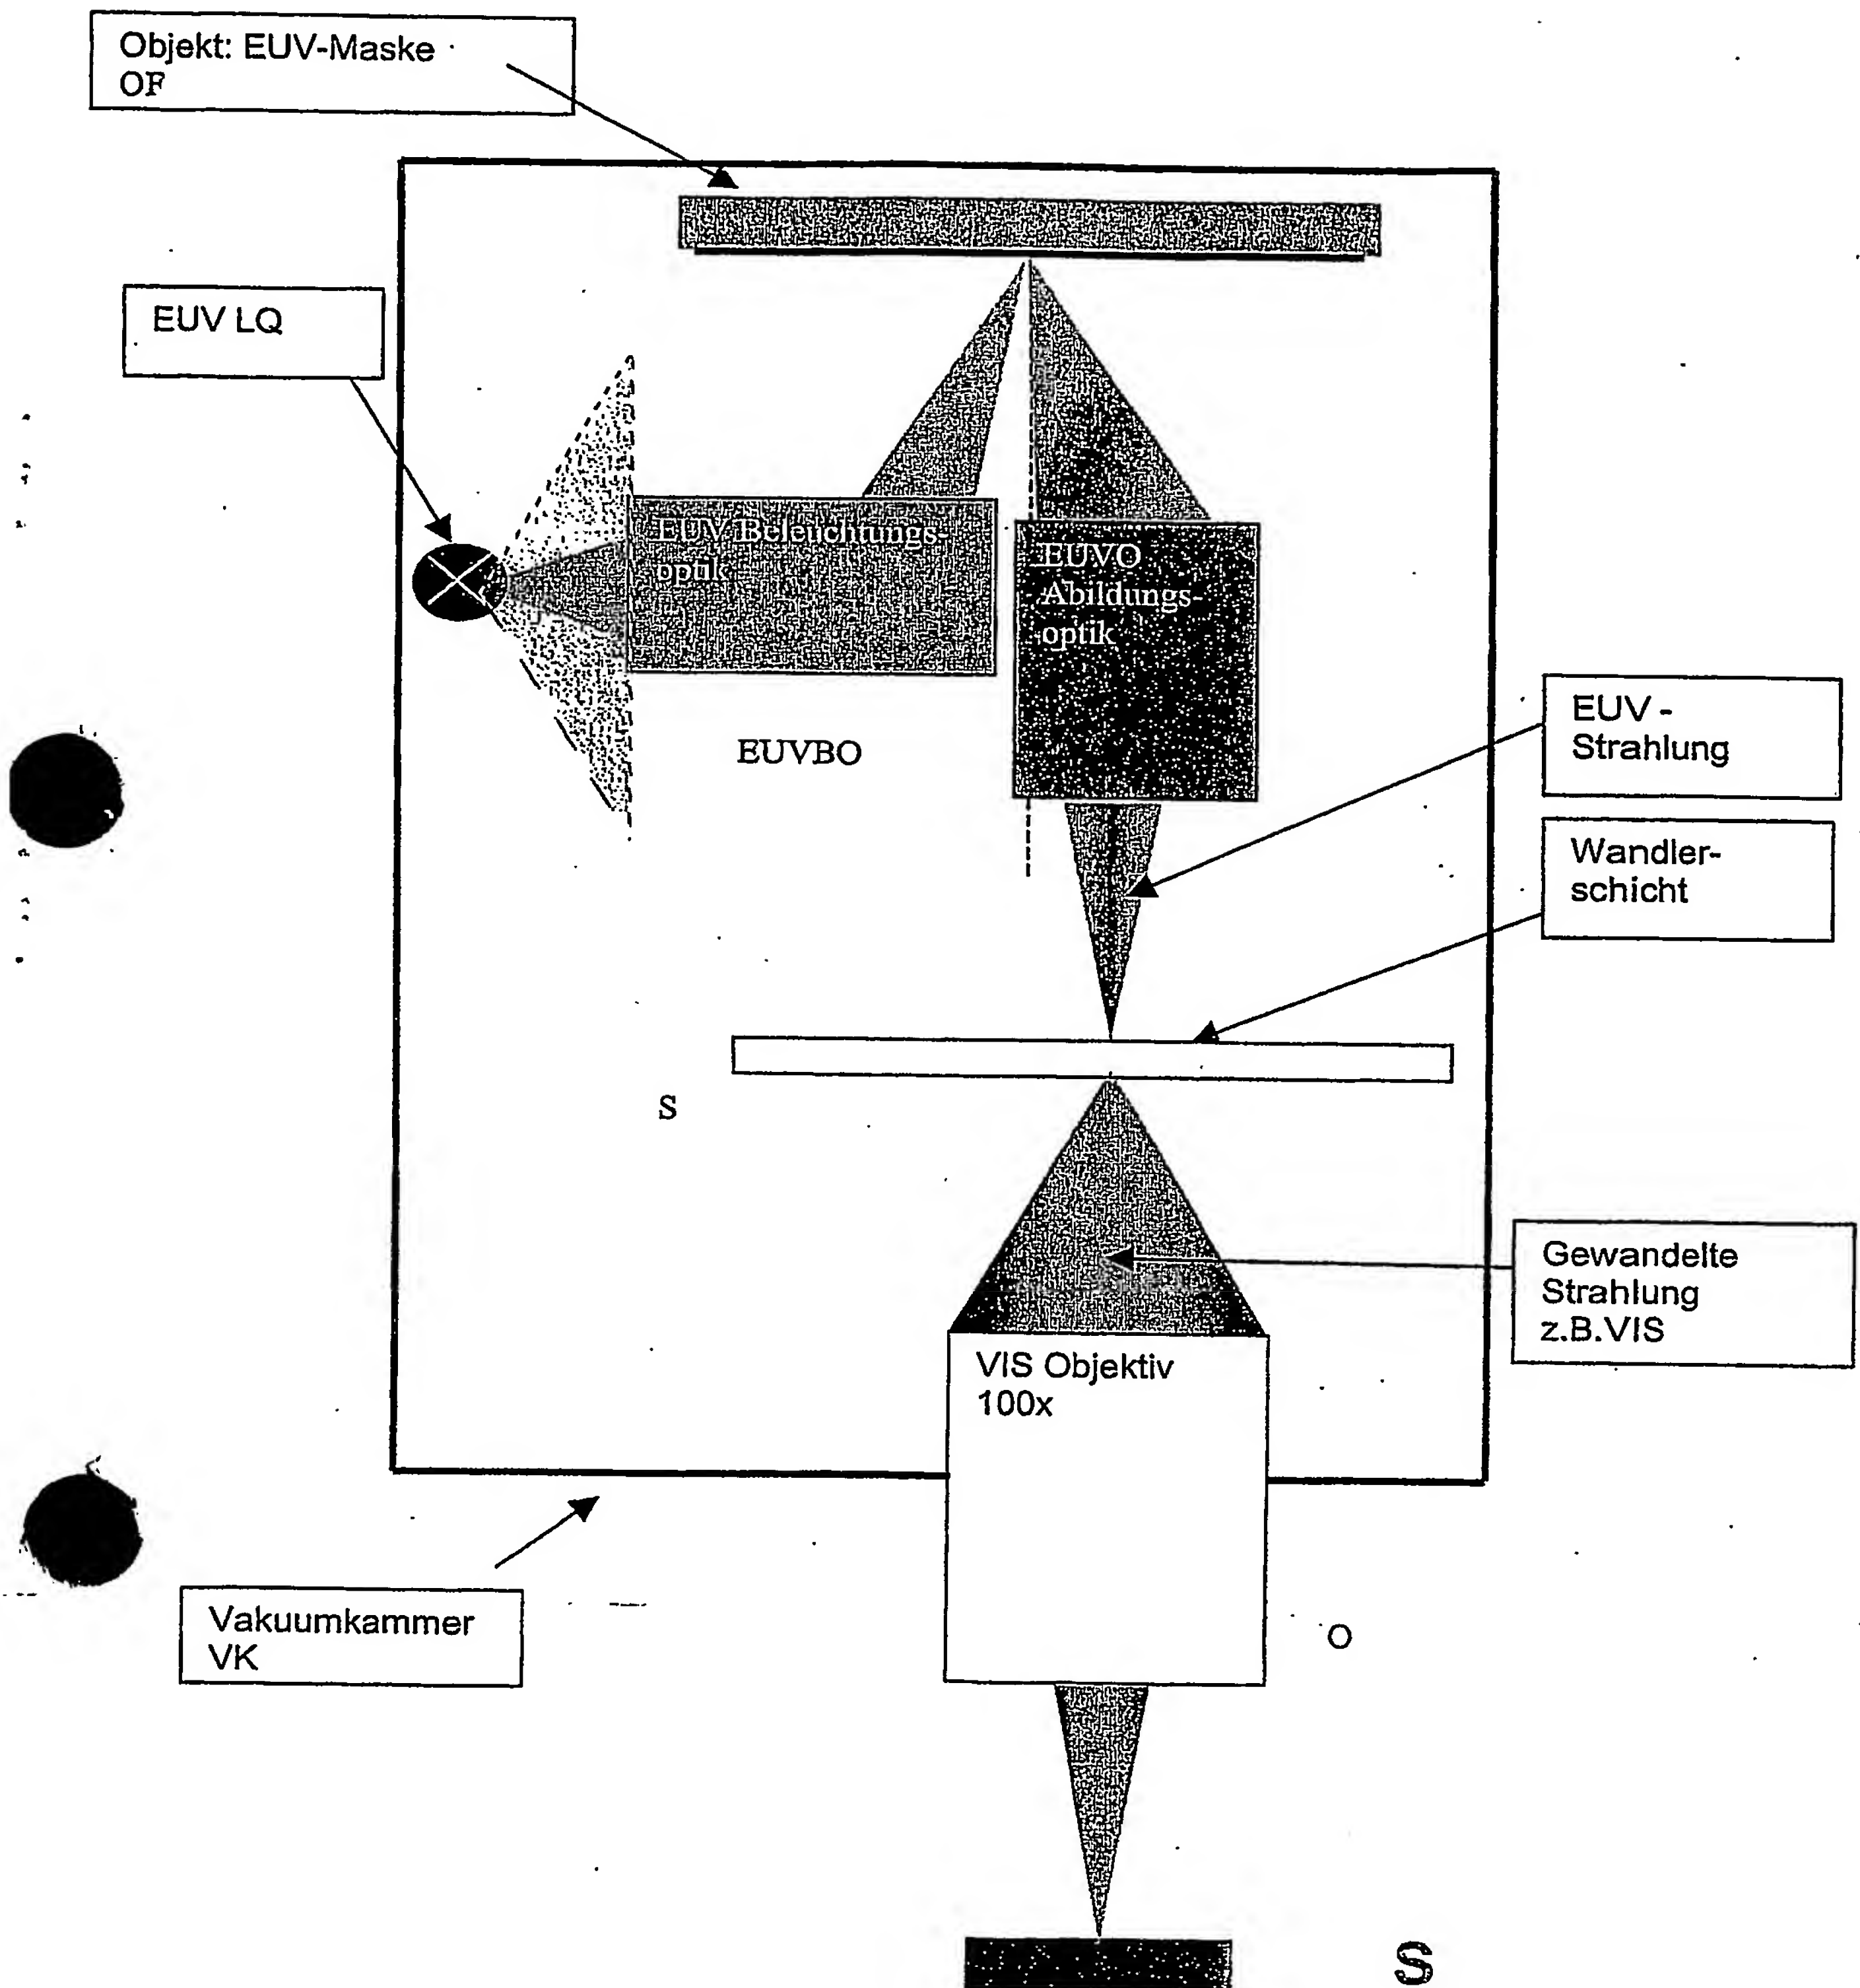 Objekt: EUV-Maske
OF
EUV LQ
EUV Beleuchtungs-
optik
EUVO
Abildungs-
optik
EUVBO
EUV -
Strahlung
Wandler-
schicht
S
Gewandelte
Strahlung
z.B.VIS
VIS Objektiv
100x
Vakuumkammer
VK
O
S